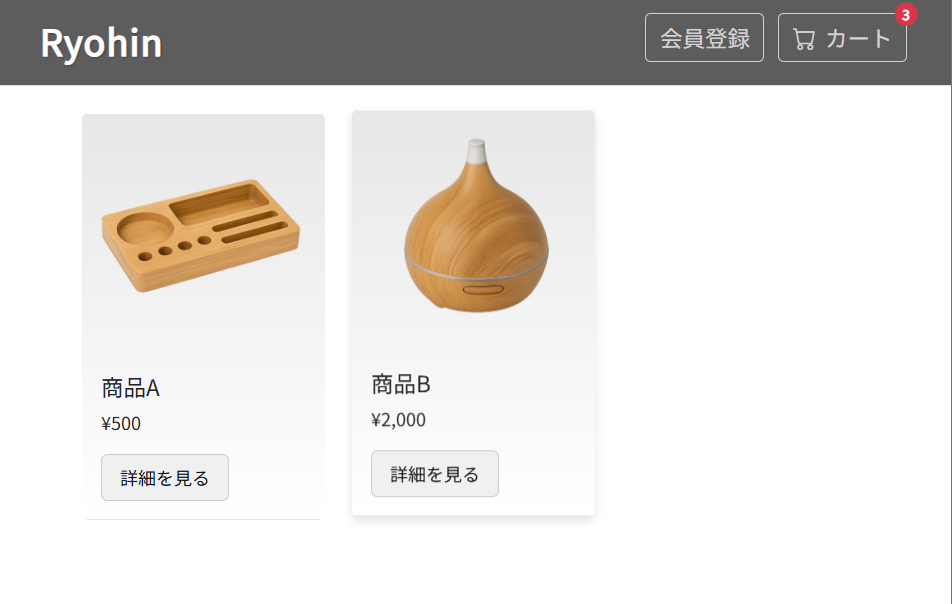 Ryohin
会員登録
カート
3
商品A
¥500
詳細を見る
商品B
¥2,000
詳細を見る